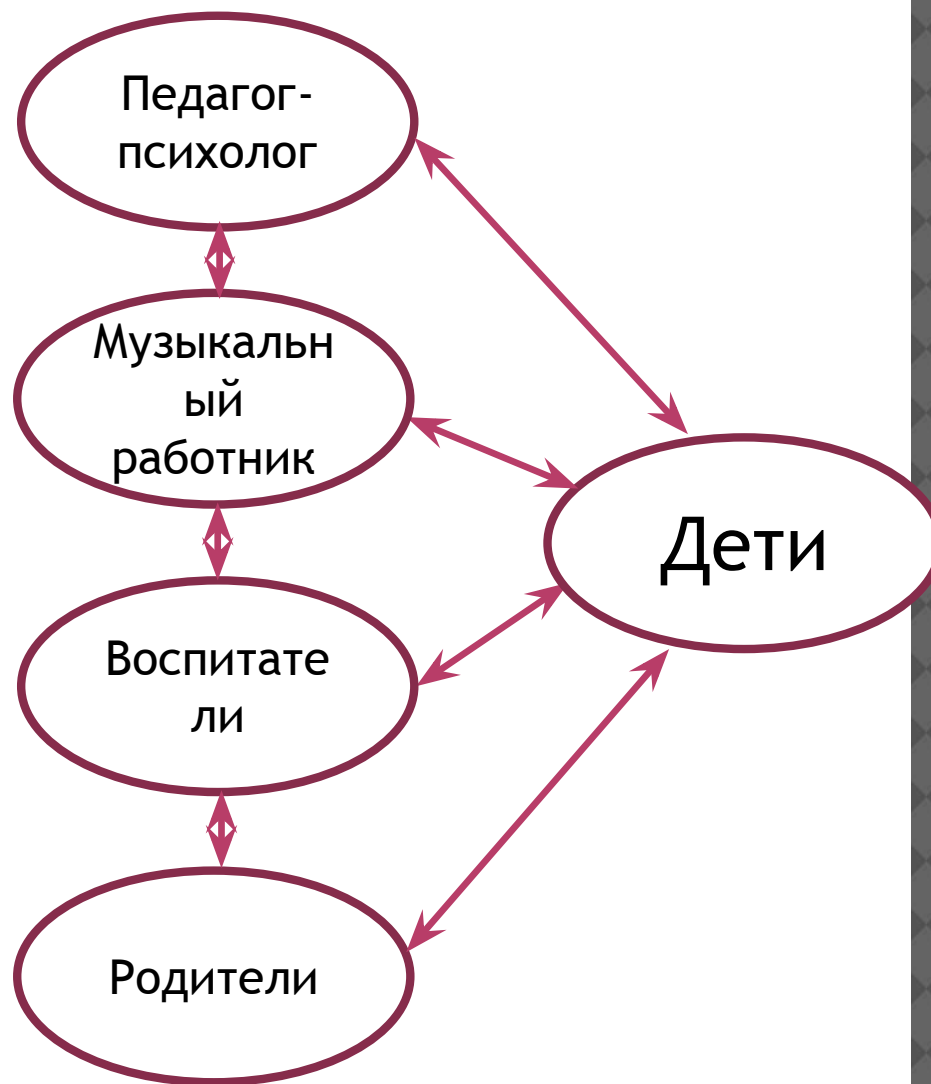 Педагог-
психолог
Музыкальн
ый
работник
Дети
Воспитате
ли
Родители